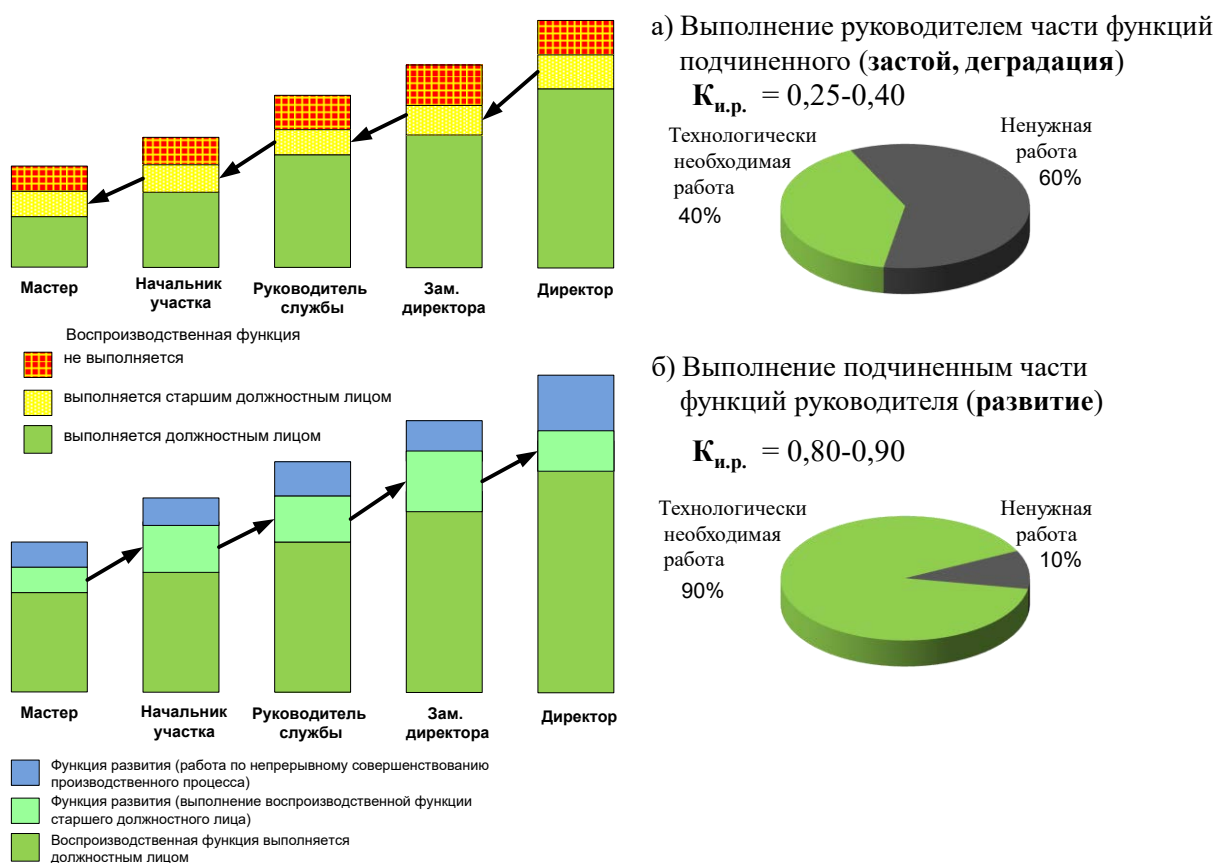 а) Выполнение руководителем части функций
подчиненного (застой, деградация)
Ки.р. = 0,25-0,40
Технологически
необходимая
работа
40%
Ненужная
работа
60%
Мастер
Начальник
участка
Руководитель
службы
Зам.
директора
Директор
Воспроизводственная функция
не выполняется
выполняется старшим должностным лицом
выполняется должностным лицом
б) Выполнение подчиненным части
функций руководителя (развитие)
Ки.р. = 0,80-0,90
Технологически
необходимая
работа
90%
Ненужная
работа
10%
Мастер
Начальник
участка
Руководитель
службы
Зам.
директора
Директор
Функция развития (работа по непрерывному совершенствованию
производственного процесса)
Функция развития (выполнение воспроизводственной функции
старшего должностного лица)
Воспроизводственная функция выполняется
должностным лицом